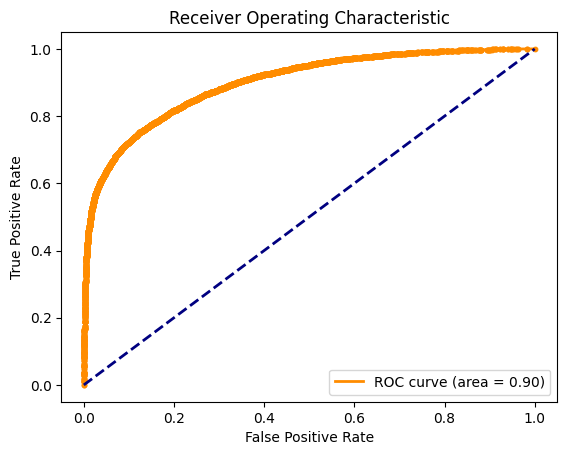 Receiver Operating Characteristic
True Positive Rate
1.0
0.8
0.6
0.4
0.2
0.0
ROC curve (area = 0.90)
0.0 0.2 0.4 0.6 0.8 1.0
False Positive Rate